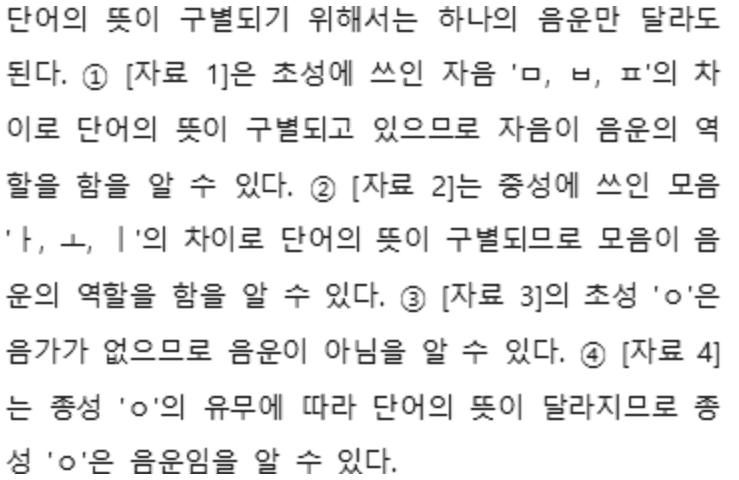 단어의 뜻이 구별되기 위해서는 하나의 음운만 달라도
된다. ① [자료 1]은 초성에 쓰인 자음 'ㅁ, ㅂ, ㅍ'의 차
이로 단어의 뜻이 구별되고 있으므로 자음이 음운의 역
할을 함을 알 수 있다. ② [자료 2]는 중성에 쓰인 모음
'ㅏ, ㅗ, ㅣ'의 차이로 단어의 뜻이 구별되므로 모음이 음
운의 역할을 함을 알 수 있다. ③ [자료 3]의 초성 'ㅇ'은
음가가 없으므로 음운이 아님을 알 수 있다. ④ [자료 4]
는 종성 'ㅇ'의 유무에 따라 단어의 뜻이 달라지므로 종
성 'ㅇ'은 음운임을 알 수 있다.